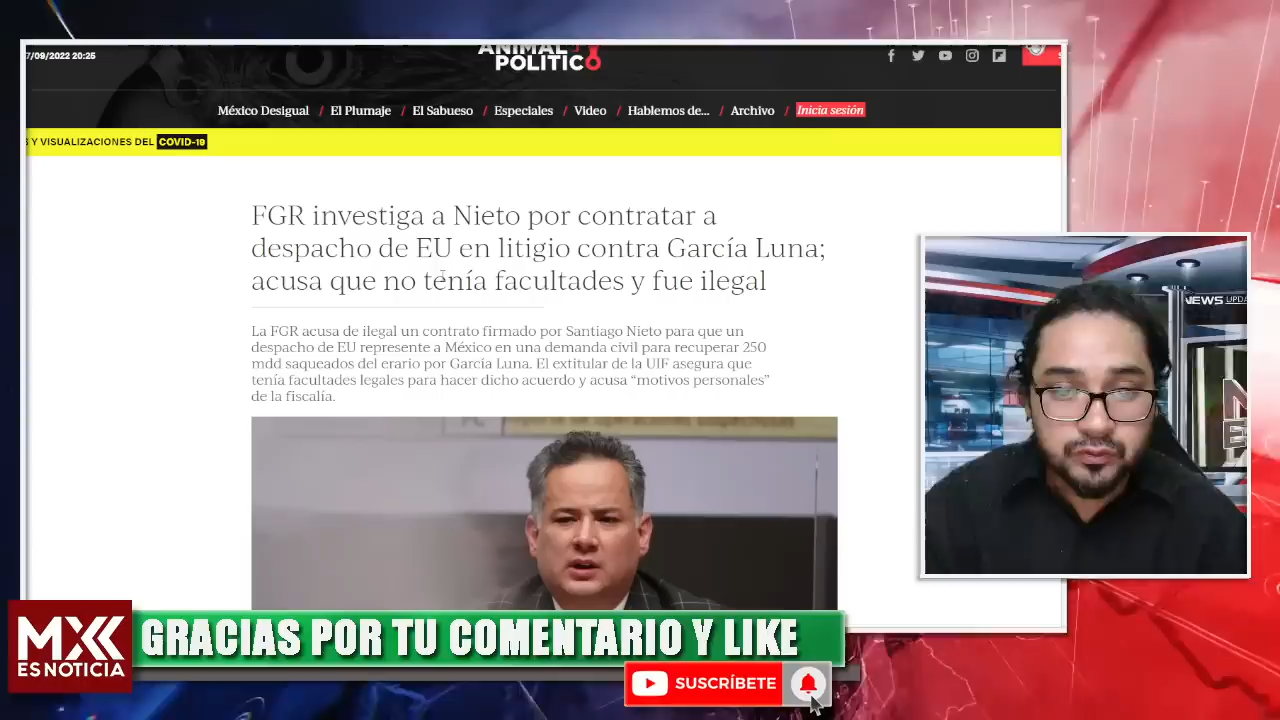 7/09/2022 20:25
ANIMAL
POLITICO
México Desigual / El Plumaje / El Sabueso / Especiales / Video / Hablemos de... / Archivo / Inicia sesión
Y VISUALIZACIONES DEL COVID-19
FGR investiga a Nieto por contratar a
despacho de EU en litigio contra García Luna;
acusa que no tenía facultades y fue ilegal
La FGR acusa de ilegal un contrato firmado por Santiago Nieto para que un
despacho de EU represente a México en una demanda civil para recuperar 250
mdd saqueados del erario por García Luna. El extitular de la UIF asegura que
tenía facultades legales para hacer dicho acuerdo y acusa “motivos personales”
de la fiscalía.
NEWS
MX
ES NOTICIA
GRACIAS POR TU COMENTARIO Y LIKE
SUSCRÍBETE